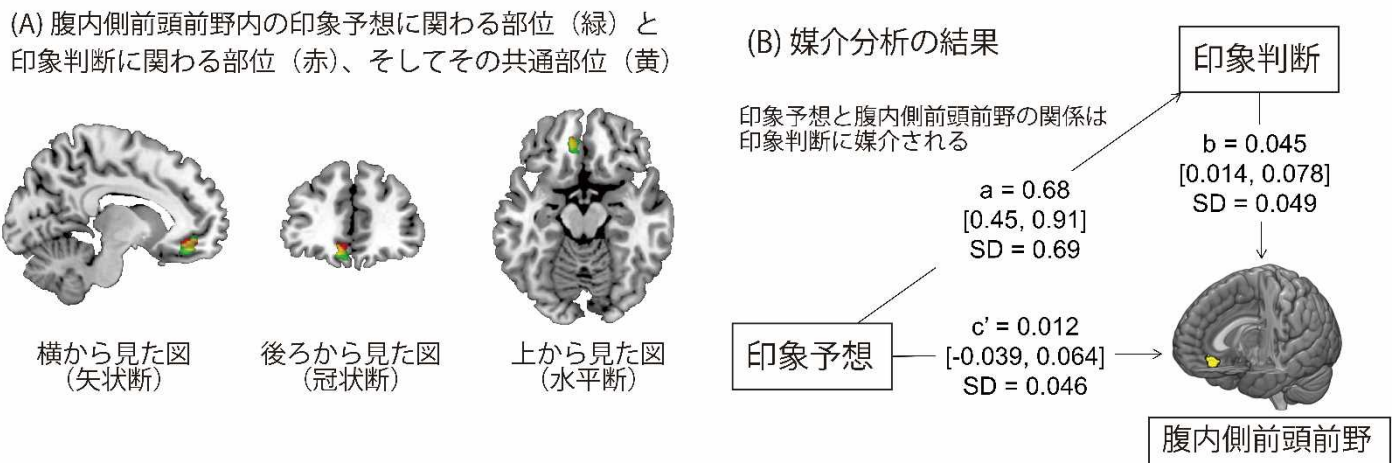 (A) 腹内側前頭前野内の印象予想に関わる部位（緑）と
印象判断に関わる部位（赤）、そしてその共通部位（黄）
横から見た図
（矢状断）
後ろから見た図
（冠状断）
上から見た図
（水平断）
(B) 媒介分析の結果
印象予想と腹内側前頭前野の関係は
印象判断に媒介される
印象判断
a = 0.68
[0.45, 0.91]
SD = 0.69
b = 0.045
[0.014, 0.078]
SD = 0.049
印象予想
c’ = 0.012
[-0.039, 0.064]
SD = 0.046
腹内側前頭前野